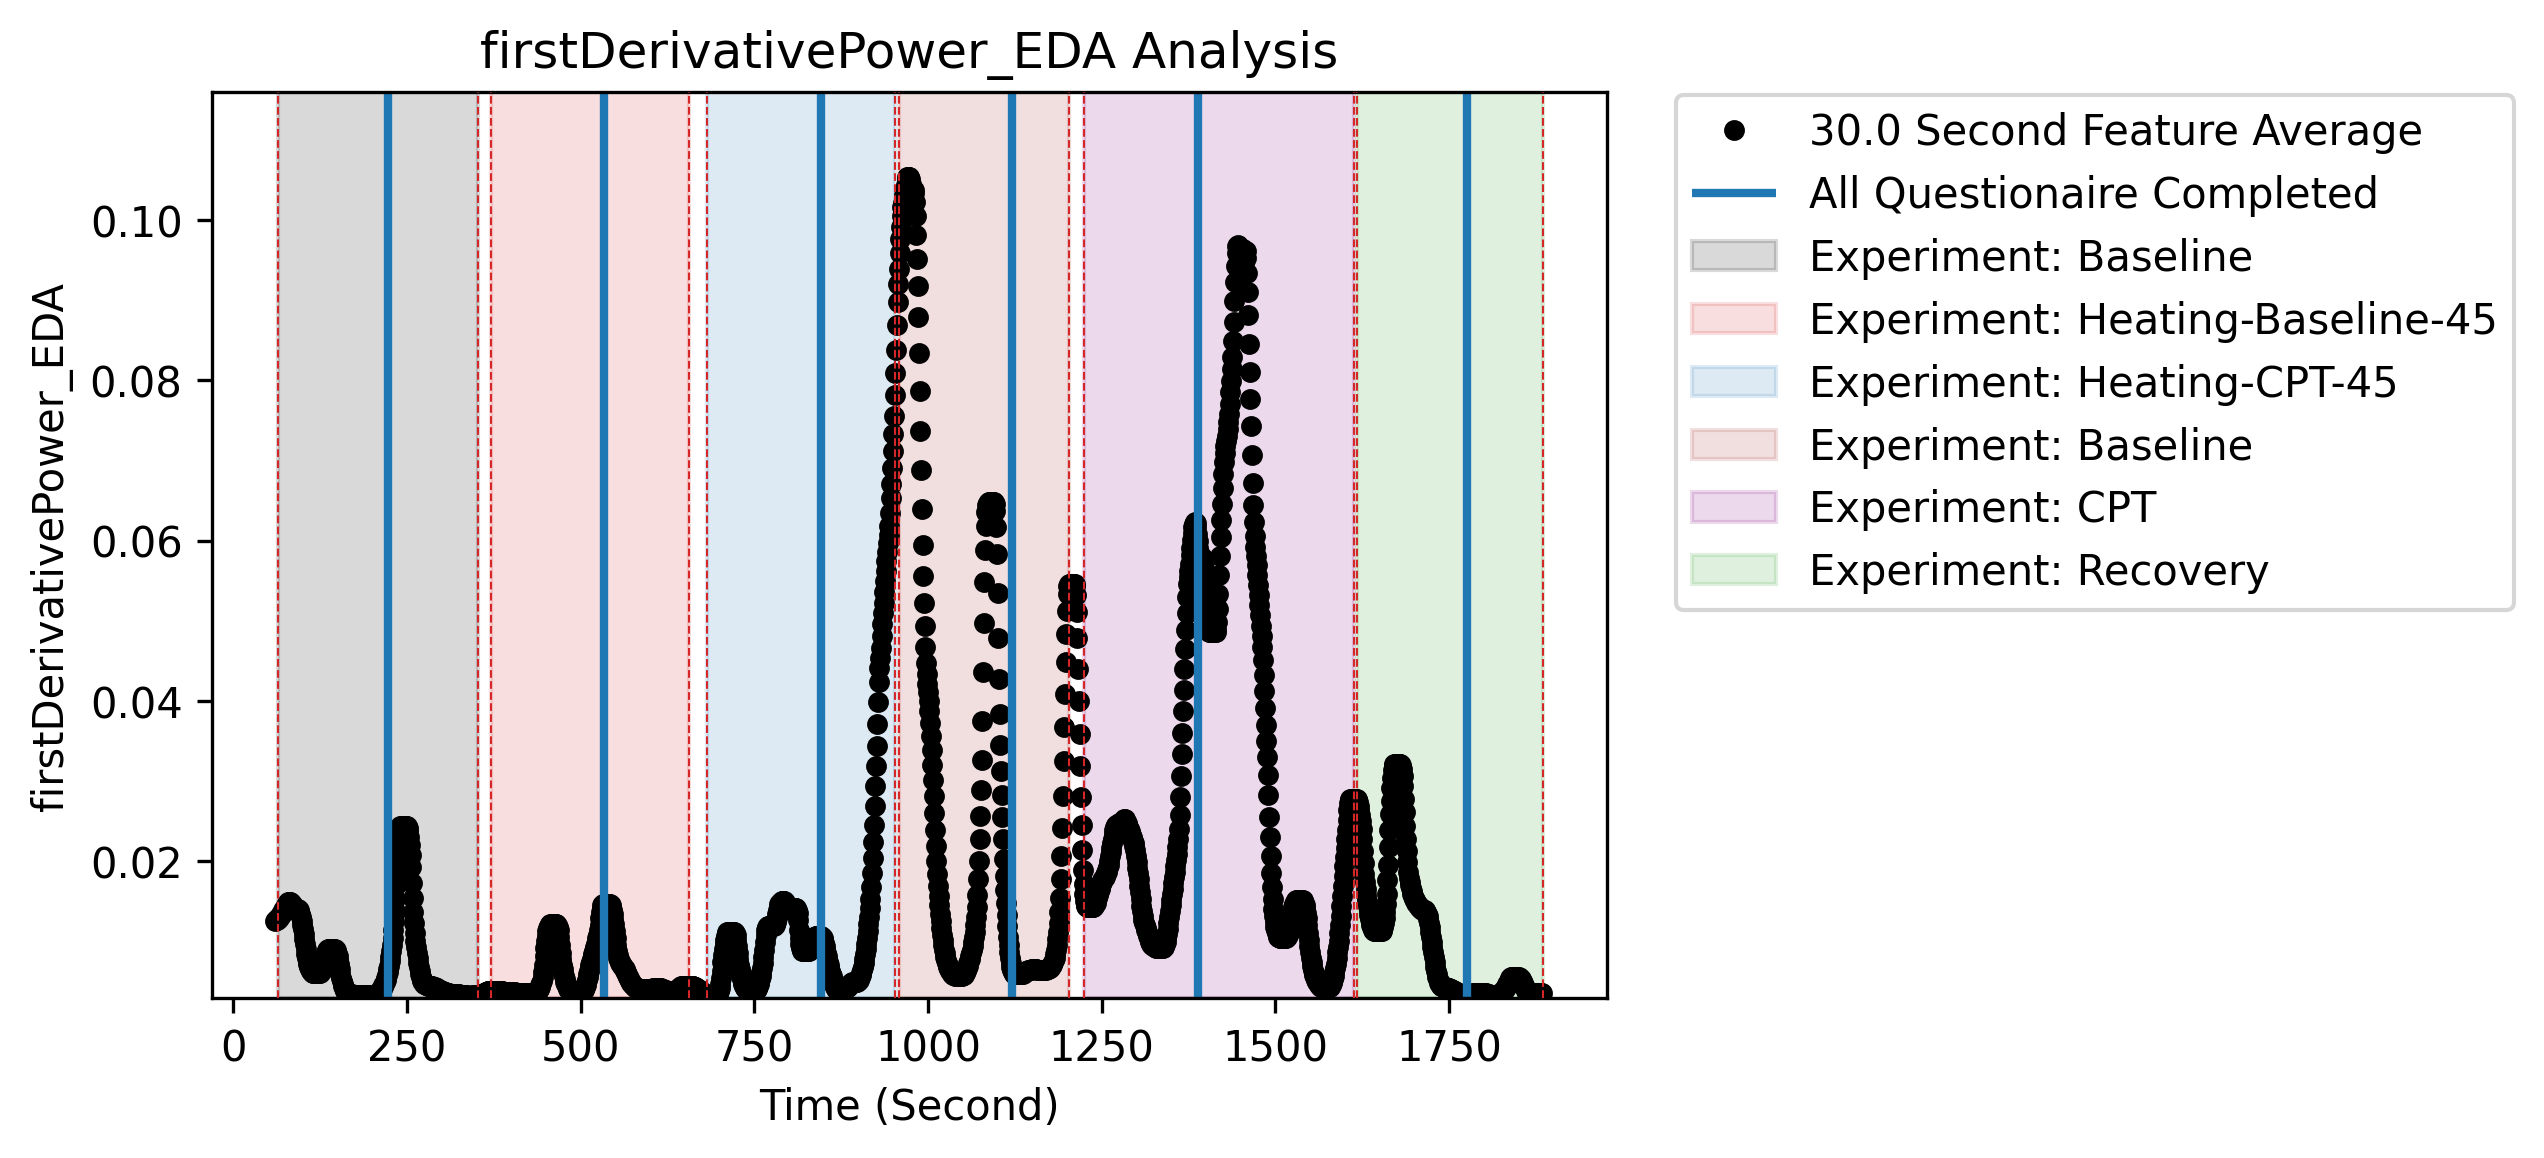 firstDerivativePower_EDA Analysis
firstDerivativePower_EDA
0.10
0.08
0.06
0.04
0.02
0 250 500 750 1000 1250 1500 1750
Time (Second)
30.0 Second Feature Average
All Questionaire Completed
Experiment: Baseline
Experiment: Heating-Baseline-45
Experiment: Heating-CPT-45
Experiment: Baseline
Experiment: CPT
Experiment: Recovery